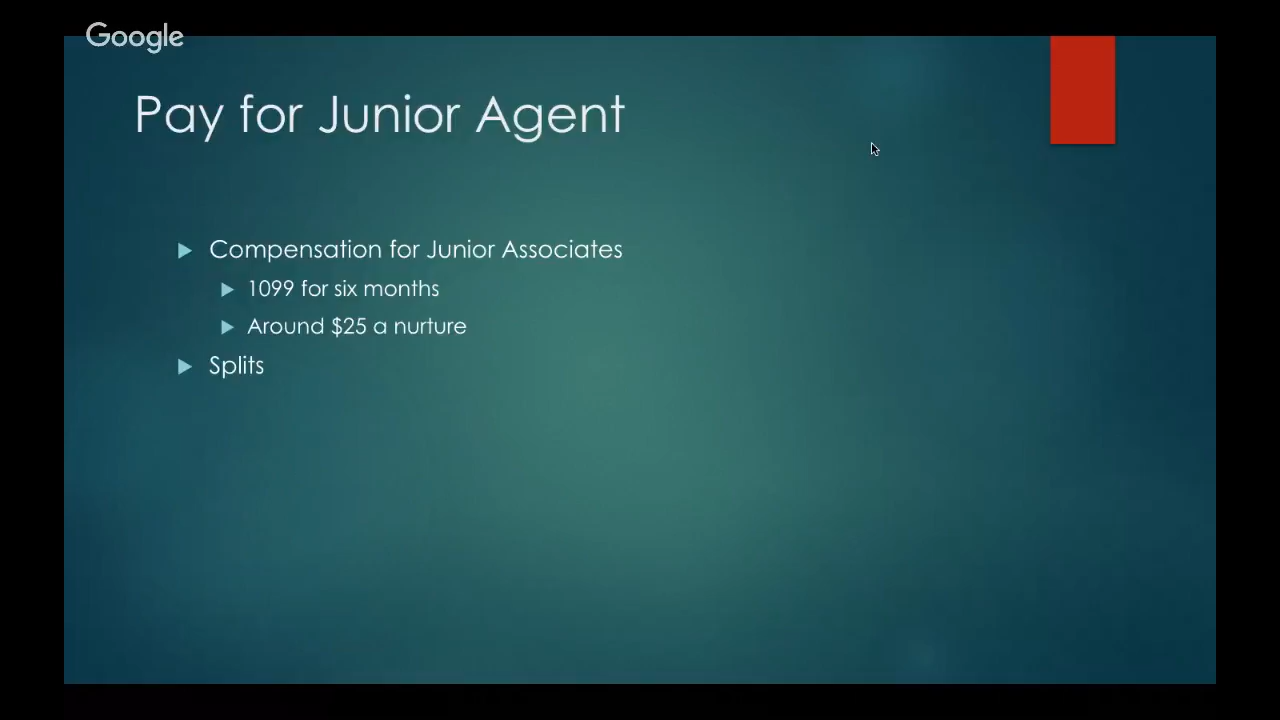 Google
Pay for Junior Agent
Compensation for Junior Associates
1099 for six months
Around $25 a nurture
Splits